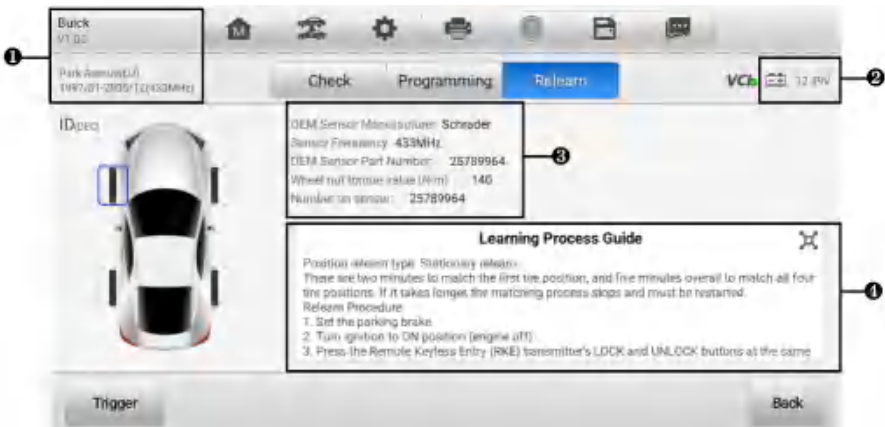 Buick
V1.02
Park Avenue(U)
1997/01-2005/12(433MHz)
Check
Programming
Relearn
VCI
ID(DEC)
OEM Sensor Manufacturer: Schrader
Sensor Frequency: 433MHz
OEM Sensor Part Number: 25789964
Wheel nut torque value (N·m): 140
Number on sensor: 25789964
Learning Process Guide
Position relearn type: Stationary relearn
There are two minutes to match the first tire position, and five minutes overall to match all four
tire positions. If it takes longer the matching process stops and must be restarted.
Relearn Procedure
1. Set the parking brake.
2. Turn ignition to ON position (engine off).
3. Press the Remote Keyless Entry (RKE) transmitter's LOCK and UNLOCK buttons at the same
Trigger
Back
❶
❷
❸
❹